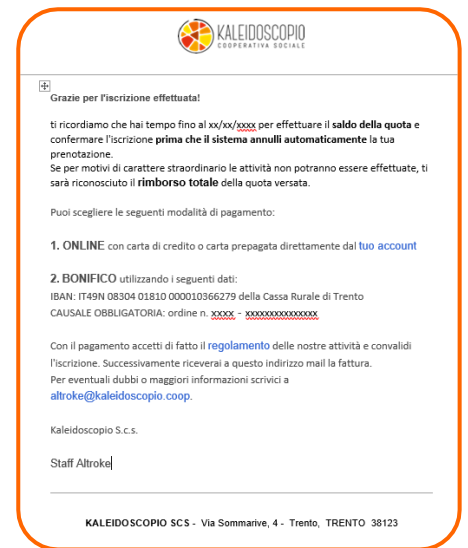 KALEIDOSCOPIO
COOPERATIVA SOCIALE
Grazie per l'iscrizione effettuata!
ti ricordiamo che hai tempo fino al xx/xx/xxxx per effettuare il saldo della quota e
confermare l'iscrizione prima che il sistema annulli automaticamente la tua
prenotazione.
Se per motivi di carattere straordinario le attività non potranno essere effettuate, ti
sarà riconosciuto il rimborso totale della quota versata.
Puoi scegliere le seguenti modalità di pagamento:
1. ONLINE con carta di credito o carta prepagata direttamente dal tuo account
2. BONIFICO utilizzando i seguenti dati:
IBAN: IT49N 08304 01810 000010366279 della Cassa Rurale di Trento
CAUSALE OBBLIGATORIA: ordine n. xxxx - xxxxxxxxxxxxxxx
Con il pagamento accetti di fatto il regolamento delle nostre attività e convalidi
l'iscrizione. Successivamente riceverai a questo indirizzo mail la fattura.
Per eventuali dubbi o maggiori informazioni scrivici a
altroke@kaleidoscopio.coop.
Kaleidoscopio S.c.s.
Staff Altroke
KALEIDOSCOPIO SCS - Via Sommarive, 4 - Trento, TRENTO 38123